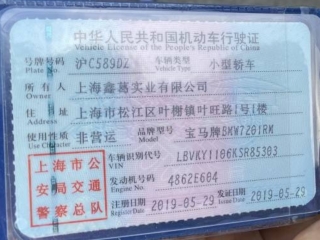 中华人民共和国机动车行驶证
Vehicle License of the People's Republic of China
号牌号码 沪C589DZ 车辆类型 小型轿车
Plate No. Vehicle Type
所有人 上海鑫葛实业有限公司
Owner
住址 上海市松江区叶榭镇叶旺路1号1楼
Address
使用性质 非营运 品牌型号 宝马牌BMW7201RM
Use Character Model
上海市公安局交通警察总队
车辆识别代号 LBVKY1106KSR85303
VIN
发动机号码 4862E604
Engine No.
注册日期 2019-05-29 发证日期 2019-05-29
Register Date Issue Date